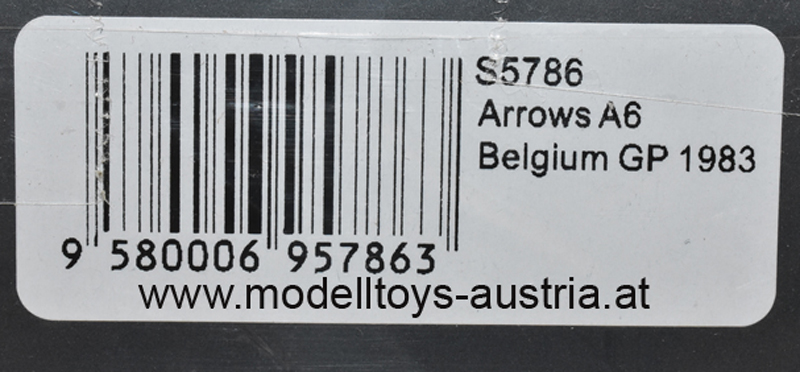 S5786
Arrows A6
Belgium GP 1983
9 580006 957863
www.modelltoys-austria.at